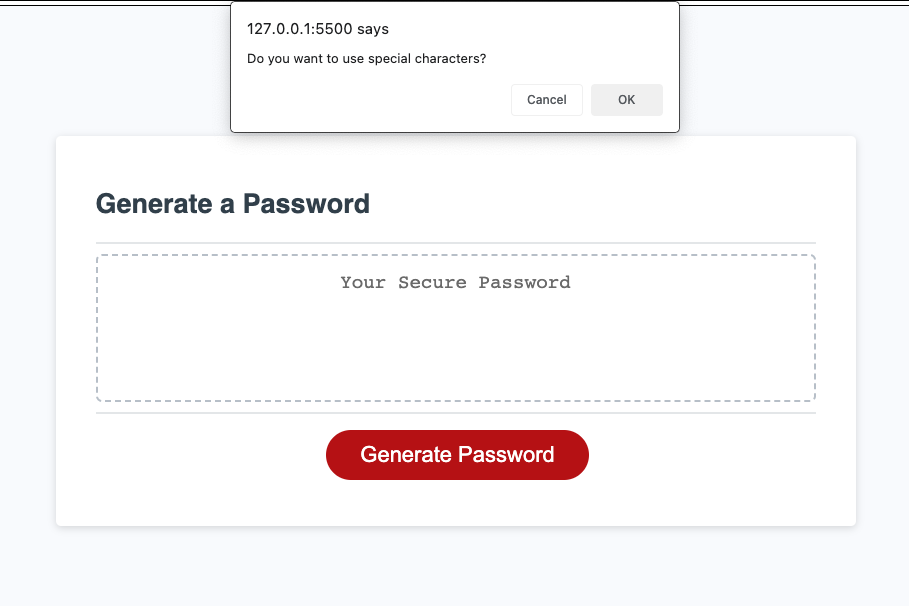 127.0.0.1:5500 says
Do you want to use special characters?
Cancel
OK
Generate a Password
Your Secure Password
Generate Password